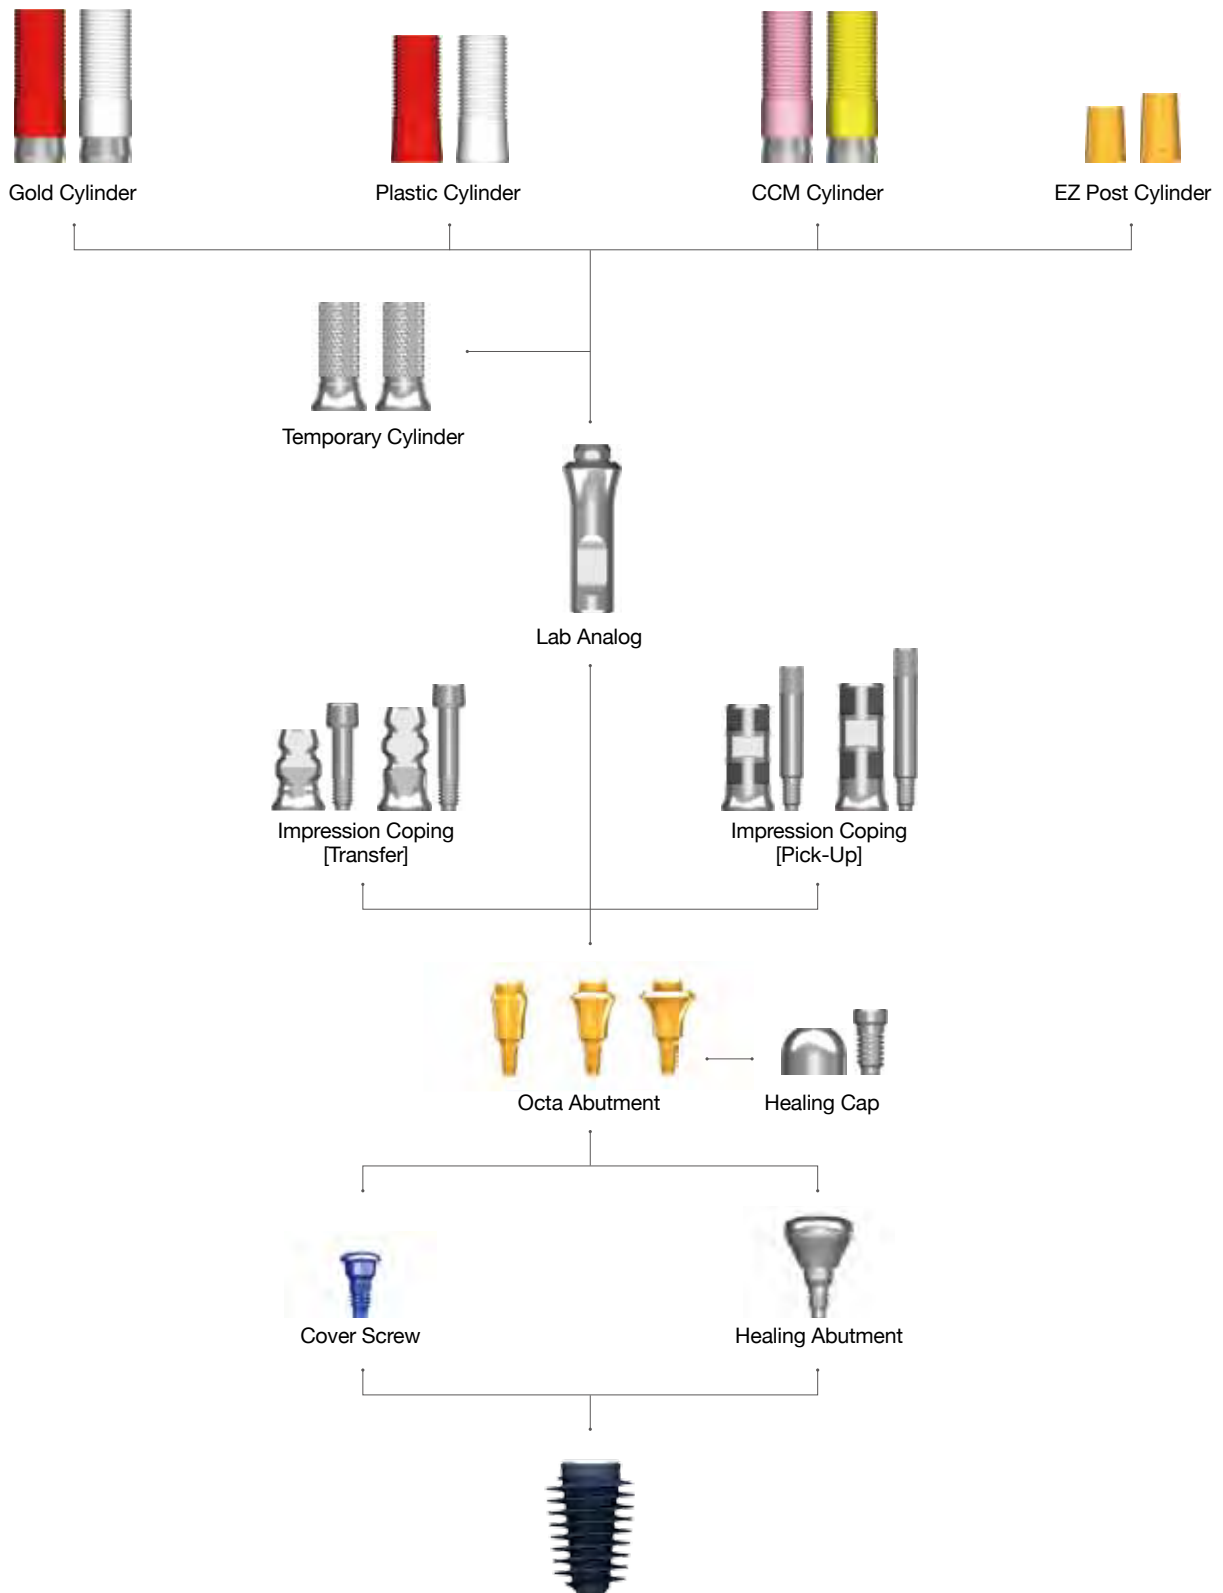 Gold Cylinder
Plastic Cylinder
CCM Cylinder
EZ Post Cylinder
Temporary Cylinder
Lab Analog
Impression Coping
[Transfer]
Impression Coping
[Pick-Up]
Octa Abutment
Healing Cap
Cover Screw
Healing Abutment